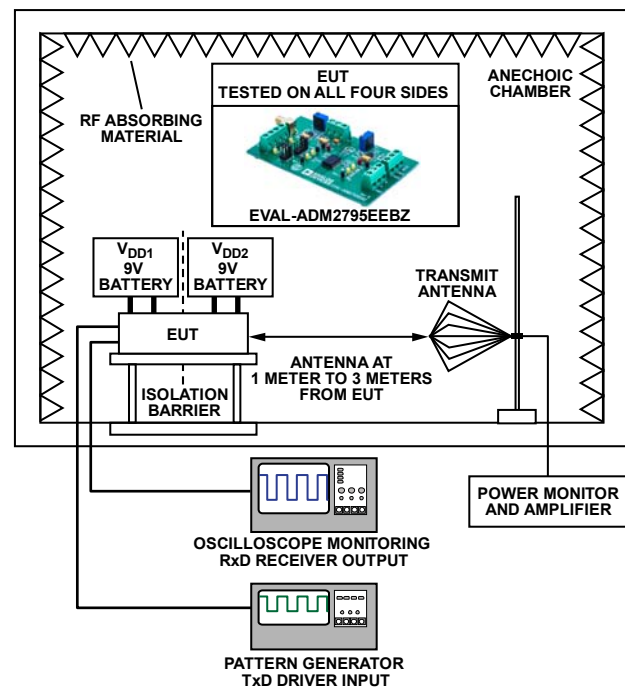 EUT
TESTED ON ALL FOUR SIDES
ANECHOIC
CHAMBER
RF ABSORBING
MATERIAL
EVAL-ADM2795EEBZ
VDD1
9V
BATTERY
VDD2
9V
BATTERY
TRANSMIT
ANTENNA
EUT
ANTENNA AT
1 METER TO 3 METERS
FROM EUT
ISOLATION
BARRIER
POWER MONITOR
AND AMPLIFIER
OSCILLOSCOPE MONITORING
RxD RECEIVER OUTPUT
PATTERN GENERATOR
TxD DRIVER INPUT